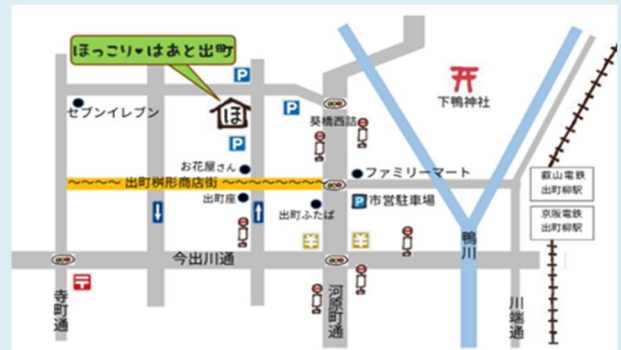 ほっこり♥はあと出町
P
セブンイレブン
ほ
P
葵橋西詰
下鴨神社
P
お花屋さん
ファミリーマート
叡山電鉄
出町柳駅
出町桝形商店街
出町座
出町ふたば
P市営駐車場
京阪電鉄
出町柳駅
鴨川
今出川通
〒
寺町通
河原町通
川端通